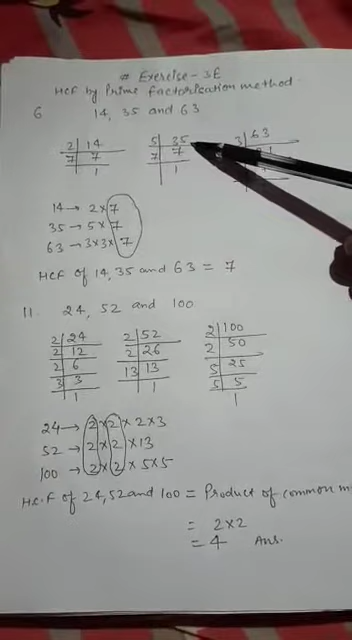 Exercise - 3E
HCF by Prime Factorisation method.
6 14, 35 and 63
2 | 14 5 | 35 3 | 63
7 | 7 7 | 7
1 1
14 → 2 × 7
35 → 5 × 7
63 → 3 × 3 × 7
HCF of 14, 35 and 63 = 7
11. 24, 52 and 100
2 | 24 2 | 52 2 | 100
2 | 12 2 | 26 2 | 50
2 | 6 13 | 13 5 | 25
3 | 3 1 5 | 5
1 1
24 → 2 × 2 × 2 × 3
52 → 2 × 2 × 13
100 → 2 × 2 × 5 × 5
H.C.F of 24, 52 and 100 = Product of common
= 2 × 2
= 4 Ans.